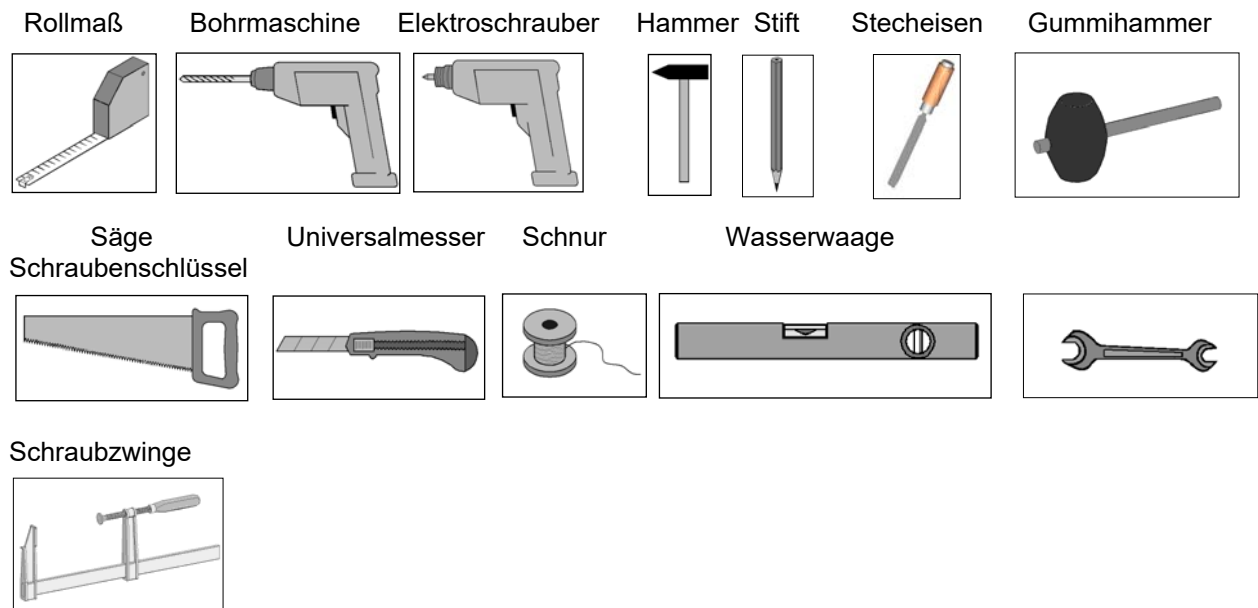 Rollmaß Bohrmaschine Elektroschrauber Hammer Stift Stecheisen Gummihammer
Säge Universalmesser Schnur Wasserwaage
Schraubenschlüssel
Schraubzwinge